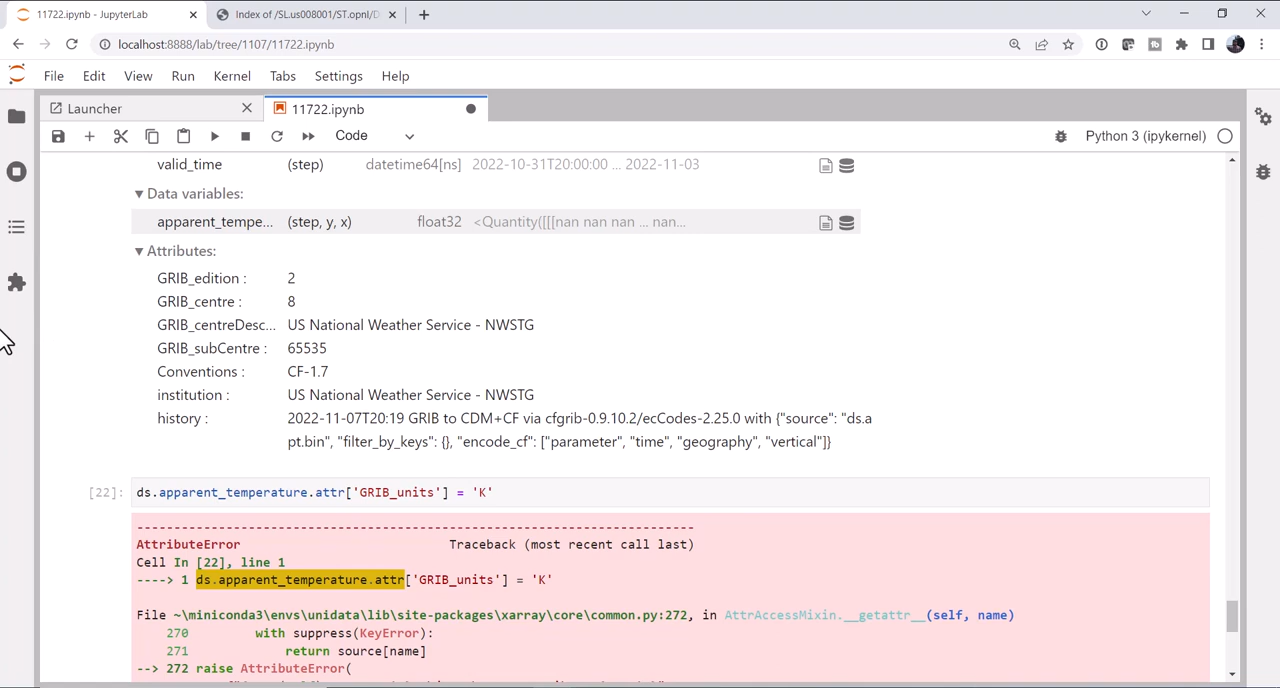 11722.ipynb - JupyterLab
Index of /SL.us008001/ST.opnl/D
localhost:8888/lab/tree/1107/11722.ipynb
File Edit View Run Kernel Tabs Settings Help
Launcher
11722.ipynb
Code
Python 3 (ipykernel)
valid_time (step) datetime64[ns] 2022-10-31T20:00:00 ... 2022-11-03
Data variables:
apparent_tempe... (step, y, x) float32 <Quantity([[[nan nan nan ... nan...
Attributes:
GRIB_edition : 2
GRIB_centre : 8
GRIB_centreDesc... US National Weather Service - NWSTG
GRIB_subCentre : 65535
Conventions : CF-1.7
institution : US National Weather Service - NWSTG
history : 2022-11-07T20:19 GRIB to CDM+CF via cfgrib-0.9.10.2/ecCodes-2.25.0 with {"source": "ds.a
pt.bin", "filter_by_keys": {}, "encode_cf": ["parameter", "time", "geography", "vertical"]}
[22]: ds.apparent_temperature.attr['GRIB_units'] = 'K'
---------------------------------------------------------------------------
AttributeError Traceback (most recent call last)
Cell In [22], line 1
----> 1 ds.apparent_temperature.attr['GRIB_units'] = 'K'
File ~\miniconda3\envs\unidata\lib\site-packages\xarray\core\common.py:272, in AttrAccessMixin.__getattr__(self, name)
270 with suppress(KeyError):
271 return source[name]
--> 272 raise AttributeError(